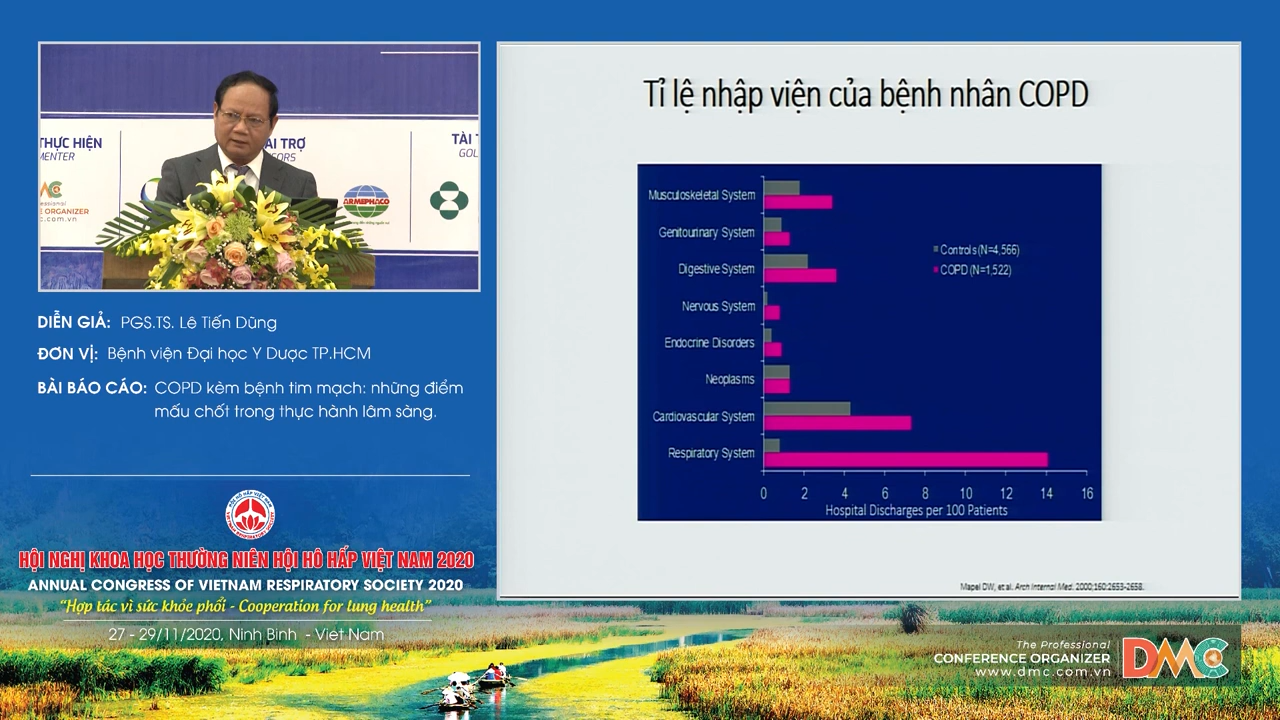 THỰC HIỆN
MENTER
ÀI TRỢ
SORS
TÀI T
GOL
E ORGANIZER
c.com.vn
ARMEPHACO
DIỄN GIẢ: PGS.TS. Lê Tiến Dũng
ĐƠN VỊ: Bệnh viện Đại học Y Dược TP.HCM
BÀI BÁO CÁO: COPD kèm bệnh tim mạch: những điểm
mấu chốt trong thực hành lâm sàng.
HỘI NGHỊ KHOA HỌC THƯỜNG NIÊN HỘI HÔ HẤP VIỆT NAM 2020
ANNUAL CONGRESS OF VIETNAM RESPIRATORY SOCIETY 2020
“Hợp tác vì sức khỏe phổi - Cooperation for lung health”
27 - 29/11/2020, Ninh Bình - Việt Nam
Tỉ lệ nhập viện của bệnh nhân COPD
Musculoskeletal System
Genitourinary System
Digestive System
Nervous System
Endocrine Disorders
Neoplasms
Cardiovascular System
Respiratory System
Controls (N=4,566)
COPD (N=1,522)
0 2 4 6 8 10 12 14 16
Hospital Discharges per 100 Patients
Mapel DW, et al. Arch Internal Med. 2000;160:2653-2658.
The Professional
CONFERENCE ORGANIZER
www.dmc.com.vn
DMC